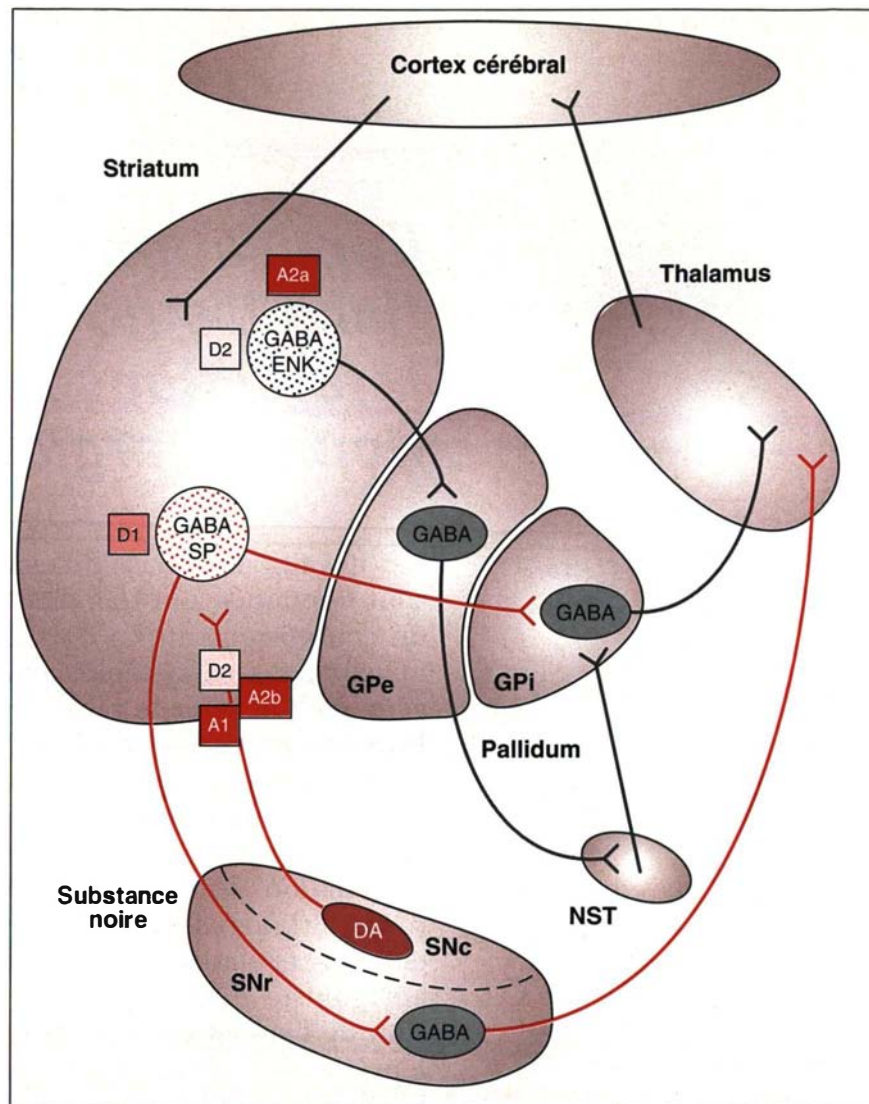 Cortex cérébral
Striatum
Thalamus
A2a
D2
GABA
ENK
D1
GABA
SP
GABA
GABA
D2
A2b
A1
GPe
GPi
Pallidum
Substance
noire
NST
DA
SNc
SNr
GABA